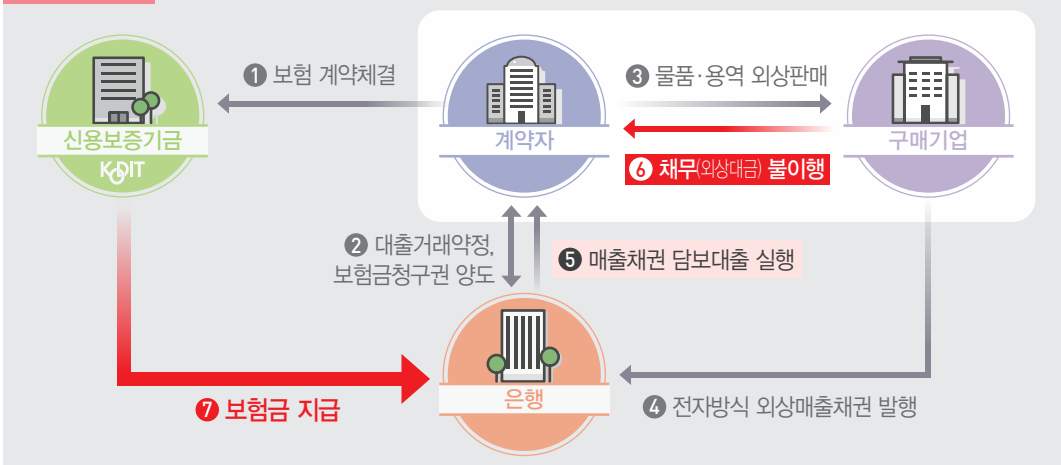 ❶ 보험 계약체결
❸ 물품·용역 외상판매
신용보증기금
KODIT
계약자
구매기업
❻ 채무(외상대금) 불이행
❷ 대출거래약정,
보험금청구권 양도
❺ 매출채권 담보대출 실행
은행
❼ 보험금 지급
❹ 전자방식 외상매출채권 발행